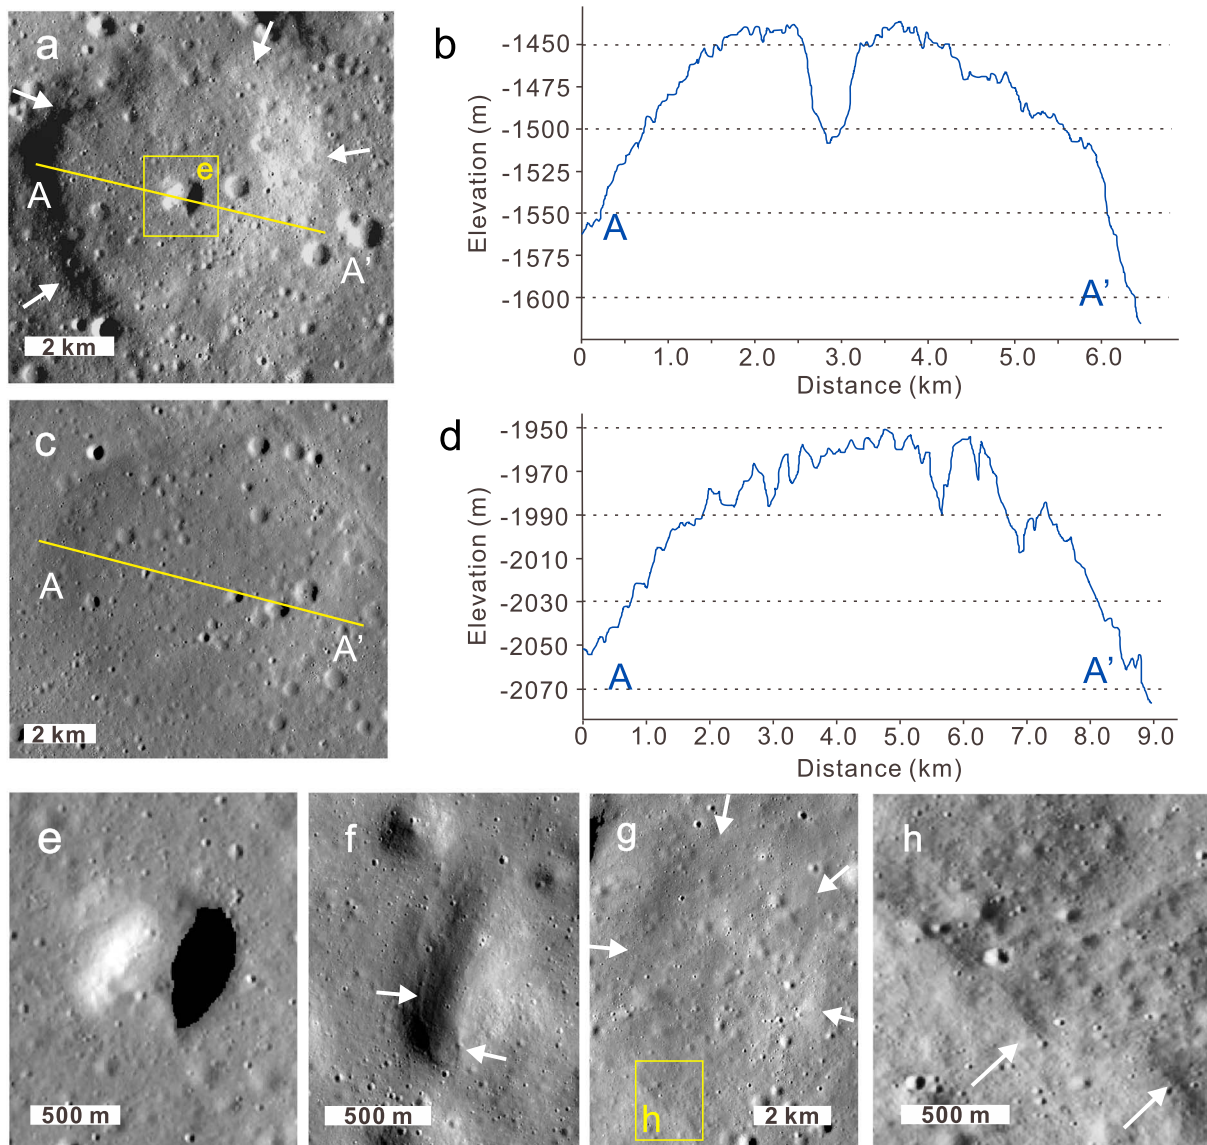 a
e
A
A’
2 km
b
Elevation (m)
-1450
-1475
-1500
-1525
-1550
-1575
-1600
A
A’
0 1.0 2.0 3.0 4.0 5.0 6.0
Distance (km)
c
A
A’
2 km
d
Elevation (m)
-1950
-1970
-1990
-2010
-2030
-2050
-2070
A
A’
0 1.0 2.0 3.0 4.0 5.0 6.0 7.0 8.0 9.0
Distance (km)
e
500 m
f
500 m
g
h
2 km
h
500 m